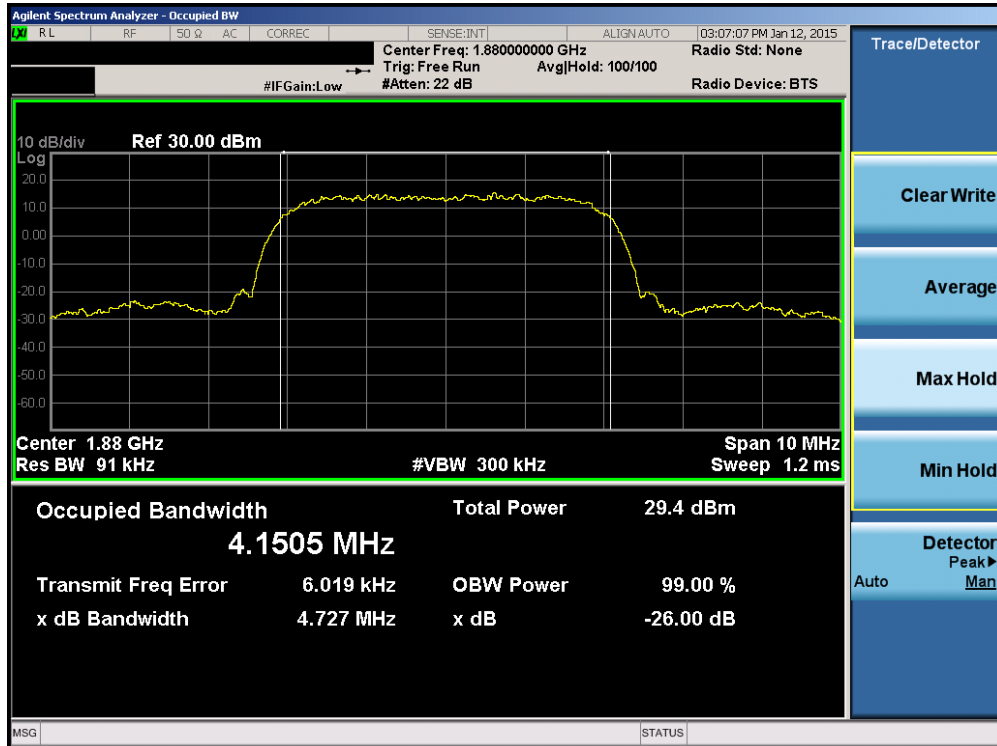 Agilent Spectrum Analyzer - Occupied BW
LXI RL RF 50 Ω AC CORREC SENSE:INT ALIGN AUTO 03:07:07 PM Jan 12, 2015
Center Freq: 1.880000000 GHz Radio Std: None
Trig: Free Run Avg|Hold: 100/100
#IFGain:Low #Atten: 22 dB Radio Device: BTS
10 dB/div Ref 30.00 dBm
Log
20.0
10.0
0.00
-10.0
-20.0
-30.0
-40.0
-50.0
-60.0
Center 1.88 GHz Span 10 MHz
Res BW 91 kHz #VBW 300 kHz Sweep 1.2 ms
Occupied Bandwidth Total Power 29.4 dBm
4.1505 MHz
Transmit Freq Error 6.019 kHz OBW Power 99.00 %
x dB Bandwidth 4.727 MHz x dB -26.00 dB
MSG STATUS
Trace/Detector
Clear Write
Average
Max Hold
Min Hold
Detector
Peak▶
Auto Man